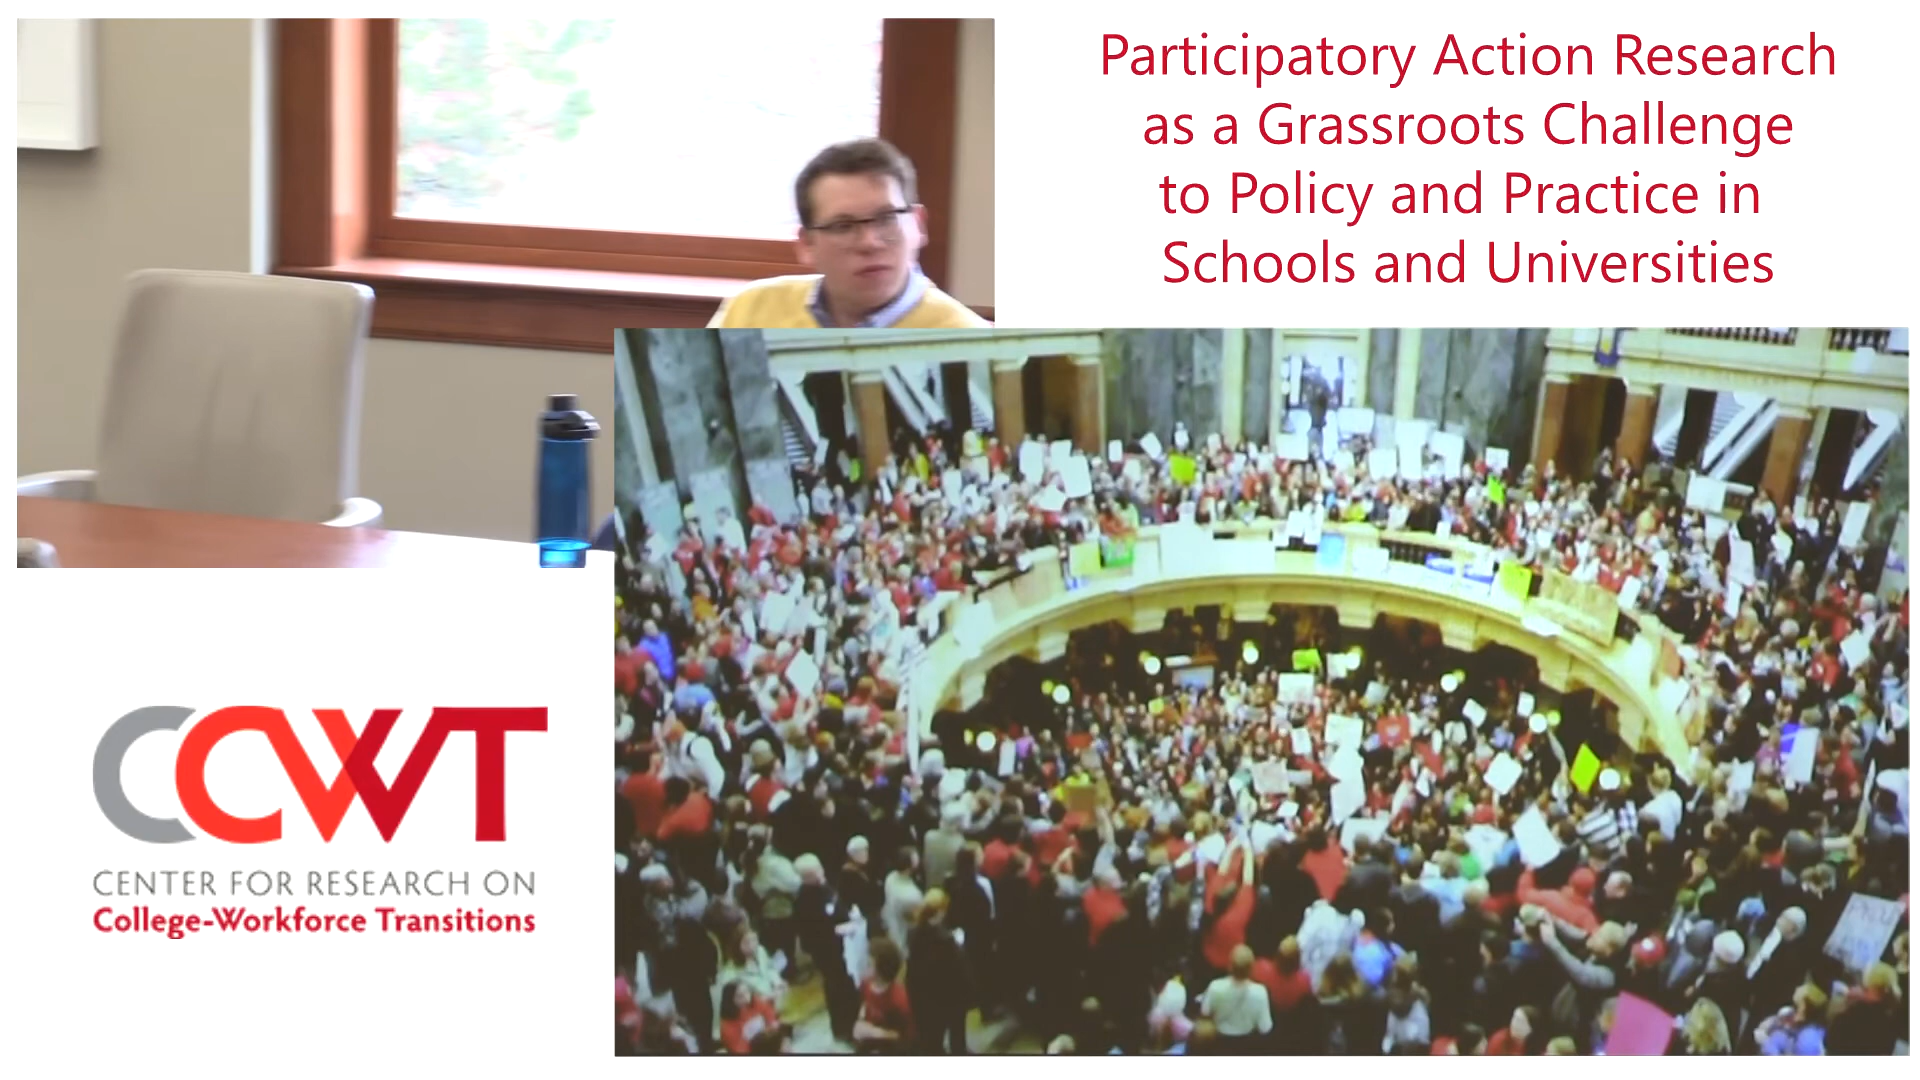 Participatory Action Research
as a Grassroots Challenge
to Policy and Practice in
Schools and Universities
CCWT
CENTER FOR RESEARCH ON
College-Workforce Transitions